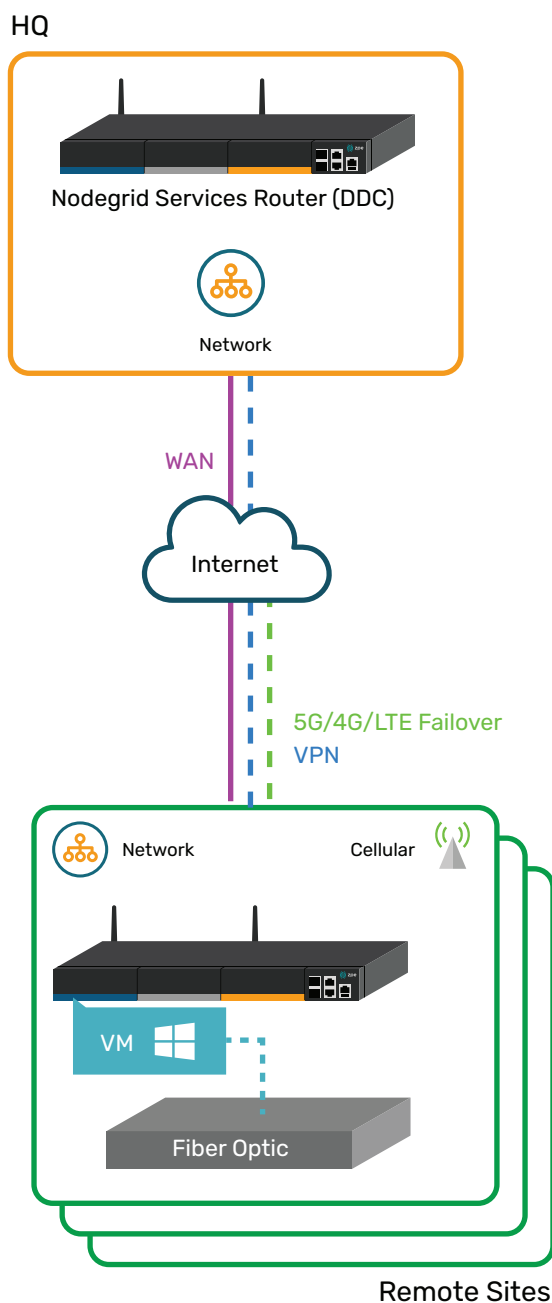 HQ
Nodegrid Services Router (DDC)
Network
WAN
Internet
5G/4G/LTE Failover
VPN
Network
Cellular
VM
Fiber Optic
Remote Sites